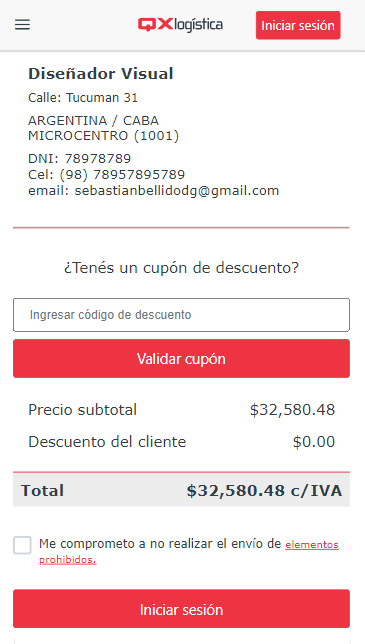 QX logística
Iniciar sesión
Diseñador Visual
Calle: Tucuman 31
ARGENTINA / CABA
MICROCENTRO (1001)
DNI: 78978789
Cel: (98) 78957895789
email: sebastianbellidodg@gmail.com
¿Tenés un cupón de descuento?
Ingresar código de descuento
Validar cupón
Precio subtotal $32,580.48
Descuento del cliente $0.00
Total $32,580.48 c/IVA
Me comprometo a no realizar el envío de elementos
prohibidos.
Iniciar sesión